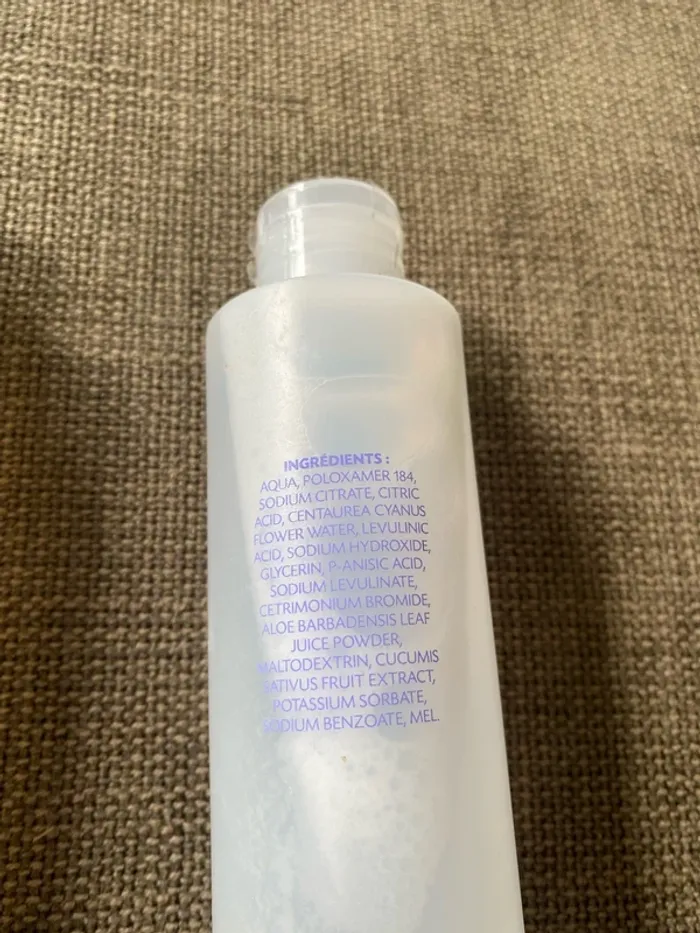 INGRÉDIENTS :
AQUA, POLOXAMER 184,
SODIUM CITRATE, CITRIC
ACID, CENTAUREA CYANUS
FLOWER WATER, LEVULINIC
ACID, SODIUM HYDROXIDE,
GLYCERIN, P-ANISIC ACID,
SODIUM LEVULINATE,
CETRIMONIUM BROMIDE,
ALOE BARBADENSIS LEAF
JUICE POWDER,
MALTODEXTRIN, CUCUMIS
SATIVUS FRUIT EXTRACT,
POTASSIUM SORBATE,
SODIUM BENZOATE, MEL.